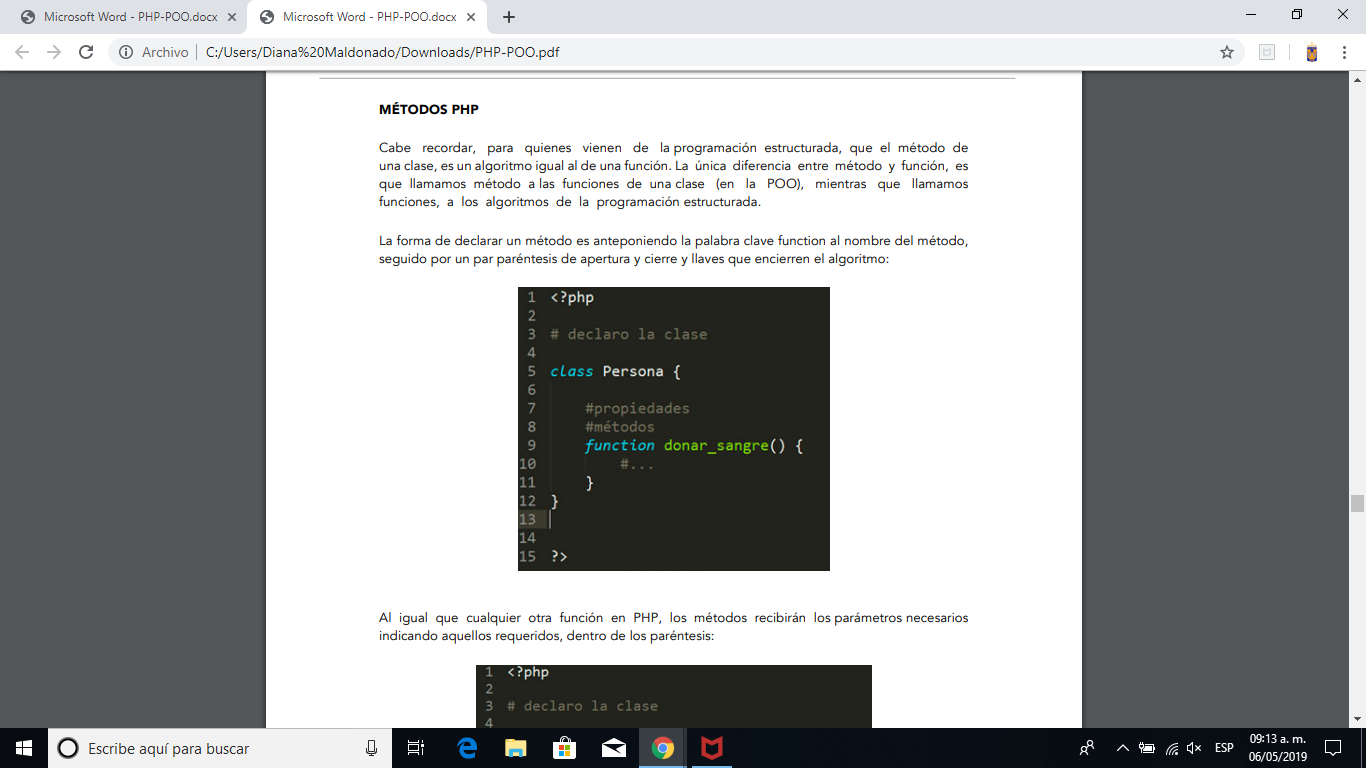 Microsoft Word - PHP-POO.docx
Microsoft Word - PHP-POO.docx
Archivo
C:/Users/Diana%20Maldonado/Downloads/PHP-POO.pdf
MÉTODOS PHP
Cabe recordar, para quienes vienen de la programación estructurada, que el método de
una clase, es un algoritmo igual al de una función. La única diferencia entre método y función, es
que llamamos método a las funciones de una clase (en la POO), mientras que llamamos
funciones, a los algoritmos de la programación estructurada.
La forma de declarar un método es anteponiendo la palabra clave function al nombre del método,
seguido por un par paréntesis de apertura y cierre y llaves que encierren el algoritmo:
1 <?php
2
3 # declaro la clase
4
5 class Persona {
6
7 #propiedades
8 #métodos
9 function donar_sangre() {
10 #...
11 }
12 }
13
14
15 ?>
Al igual que cualquier otra función en PHP, los métodos recibirán los parámetros necesarios
indicando aquellos requeridos, dentro de los paréntesis:
1 <?php
2
3 # declaro la clase
4
Escribe aquí para buscar
ESP
09:13 a. m.
06/05/2019